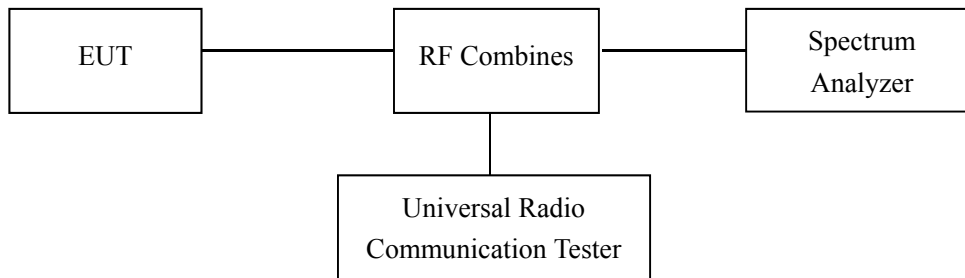 EUT
RF Combines
Spectrum
Analyzer
Universal Radio
Communication Tester